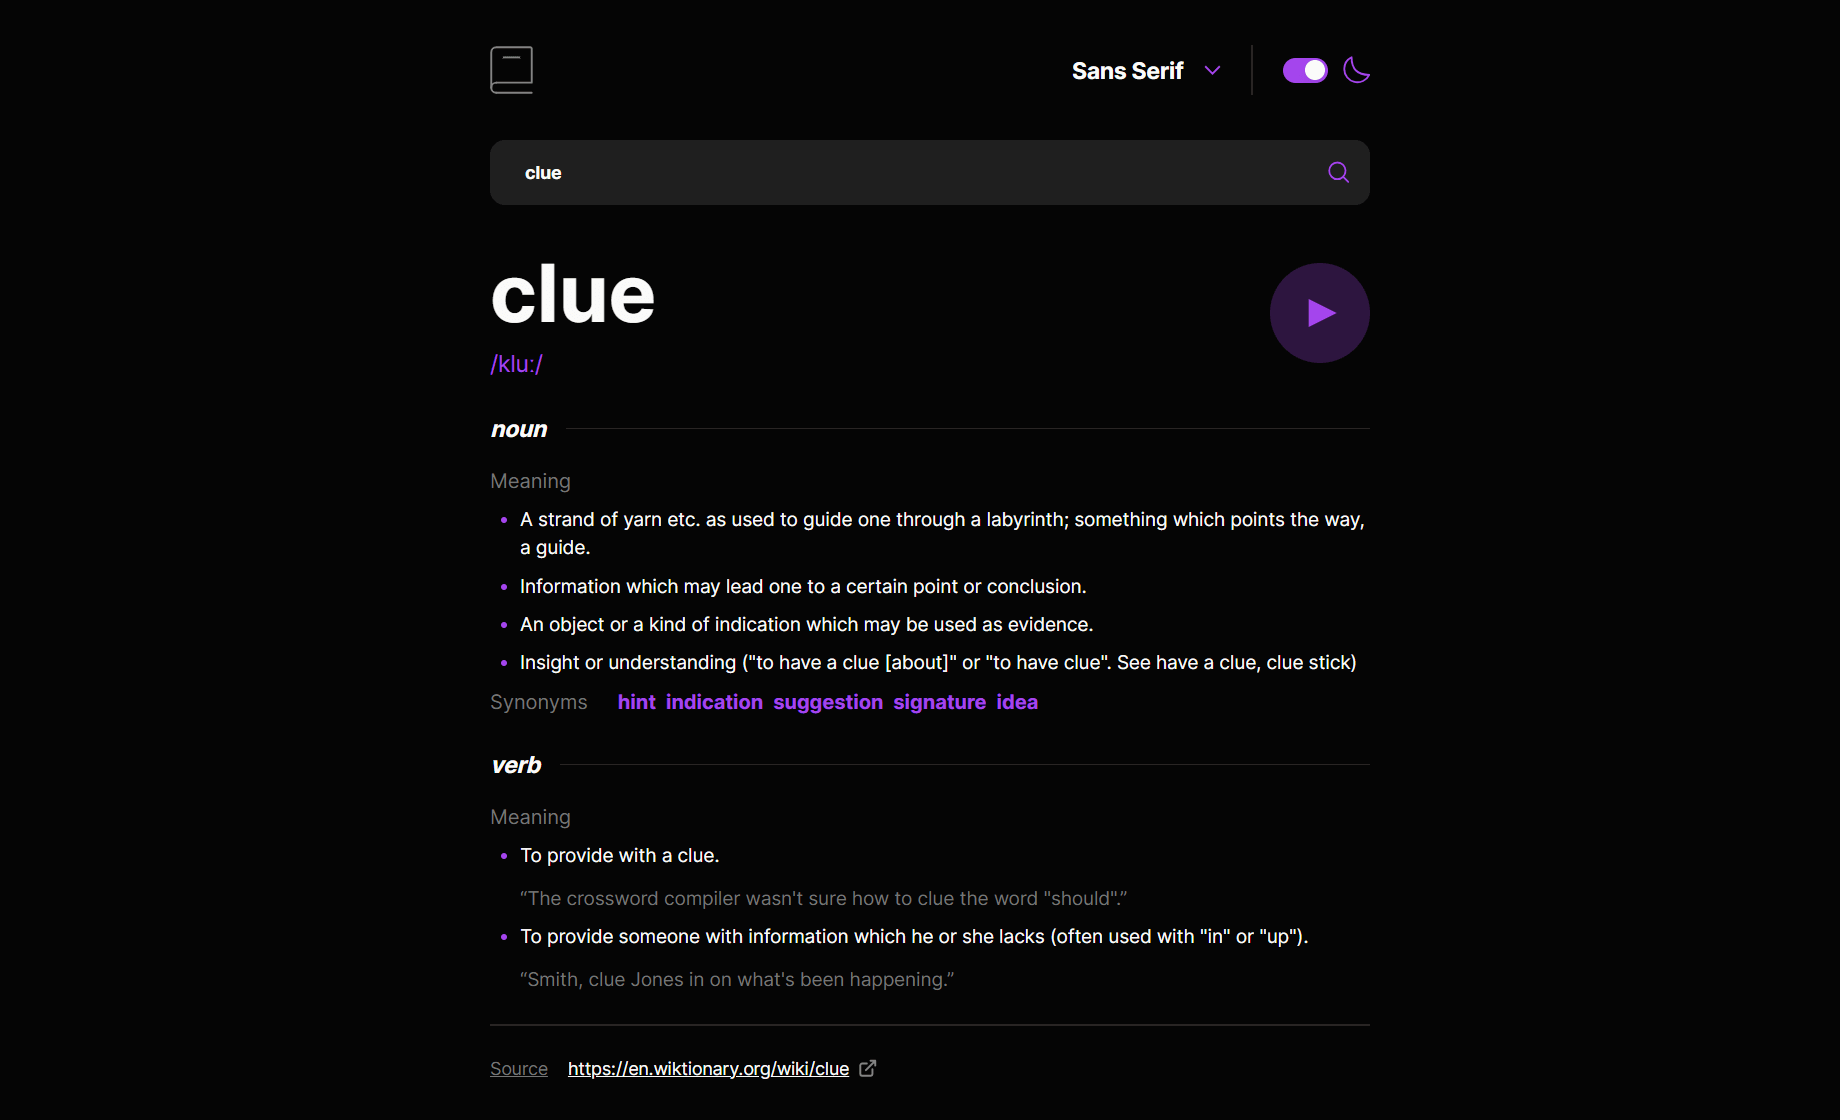 Sans Serif
clue
clue
/kluː/
noun
Meaning
• A strand of yarn etc. as used to guide one through a labyrinth; something which points the way,
a guide.
• Information which may lead one to a certain point or conclusion.
• An object or a kind of indication which may be used as evidence.
• Insight or understanding ("to have a clue [about]" or "to have clue". See have a clue, clue stick)
Synonyms hint indication suggestion signature idea
verb
Meaning
• To provide with a clue.
“The crossword compiler wasn't sure how to clue the word "should".”
• To provide someone with information which he or she lacks (often used with "in" or "up").
“Smith, clue Jones in on what's been happening.”
Source https://en.wiktionary.org/wiki/clue